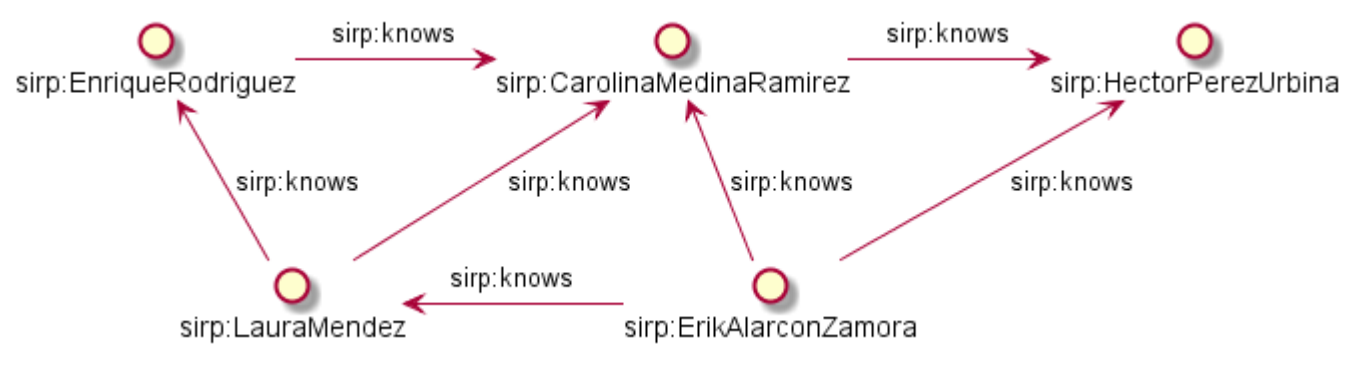 sirp:knows
sirp:knows
sirp:EnriqueRodriguez
sirp:CarolinaMedinaRamirez
sirp:HectorPerezUrbina
sirp:knows
sirp:knows
sirp:knows
sirp:knows
sirp:knows
sirp:LauraMendez
sirp:ErikAlarconZamora